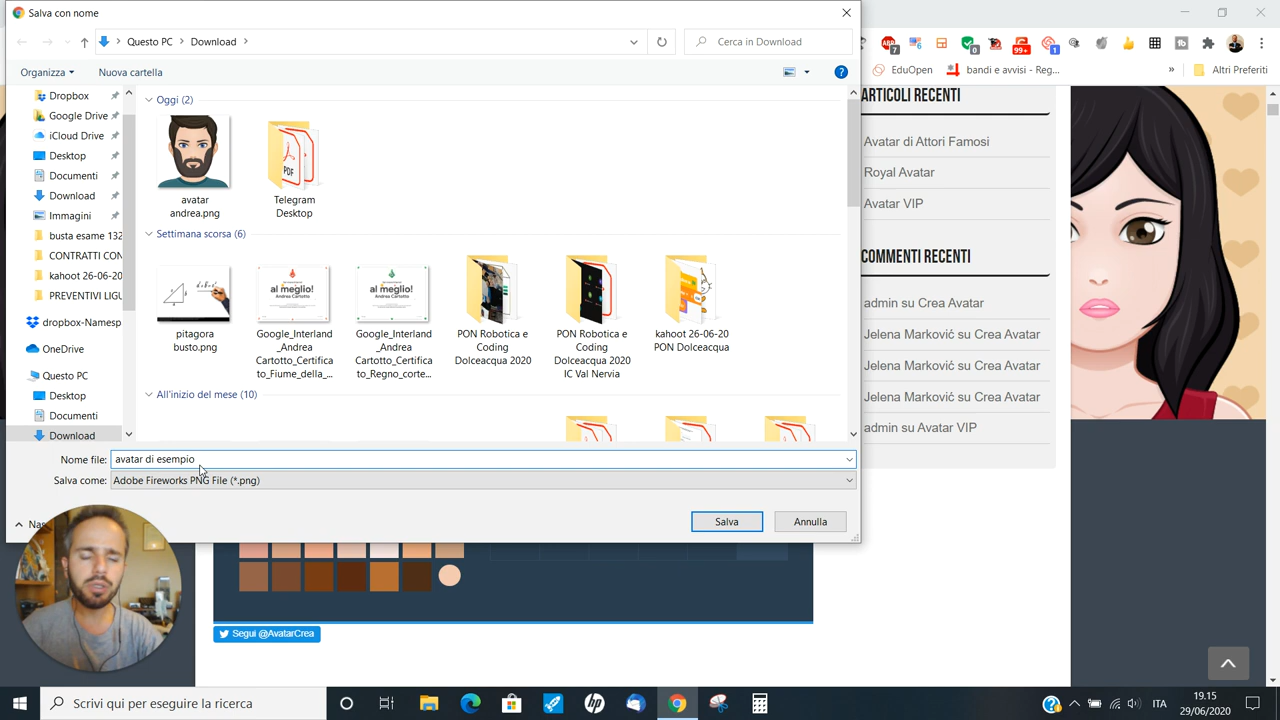 Salva con nome
Questo PC
Download
Cerca in Download
Organizza
Nuova cartella
Dropbox
Google Drive
iCloud Drive
Desktop
Documenti
Download
Immagini
busta esame 132
CONTRATTI CON
kahoot 26-06-20
PREVENTIVI LIGU
dropbox-Namesp
OneDrive
Questo PC
Desktop
Documenti
Download
Oggi (2)
avatar
andrea.png
PDF
Telegram
Desktop
Settimana scorsa (6)
pitagora
busto.png
al meglio!
Andrea Cartotto
Google_Interland
_Andrea
Cartotto_Certifica
to_Fiume_della_...
al meglio!
Andrea Cartotto
Google_Interland
_Andrea
Cartotto_Certifica
to_Regno_corte...
PON Robotica e
Coding
Dolceacqua 2020
PON Robotica e
Coding
Dolceacqua 2020
IC Val Nervia
kahoot 26-06-20
PON Dolceacqua
All'inizio del mese (10)
Nome file:
avatar di esempio
Salva come:
Adobe Fireworks PNG File (*.png)
Salva
Annulla
7
6
0
99+
1
EduOpen
bandi e avvisi - Reg...
»
Altri Preferiti
ARTICOLI RECENTI
Avatar di Attori Famosi
Royal Avatar
Avatar VIP
COMMENTI RECENTI
admin su Crea Avatar
Jelena Marković su Crea Avatar
Jelena Marković su Crea Avatar
Jelena Marković su Crea Avatar
admin su Avatar VIP
Segui @AvatarCrea
Scrivi qui per eseguire la ricerca
hp
ITA
19.15
29/06/2020